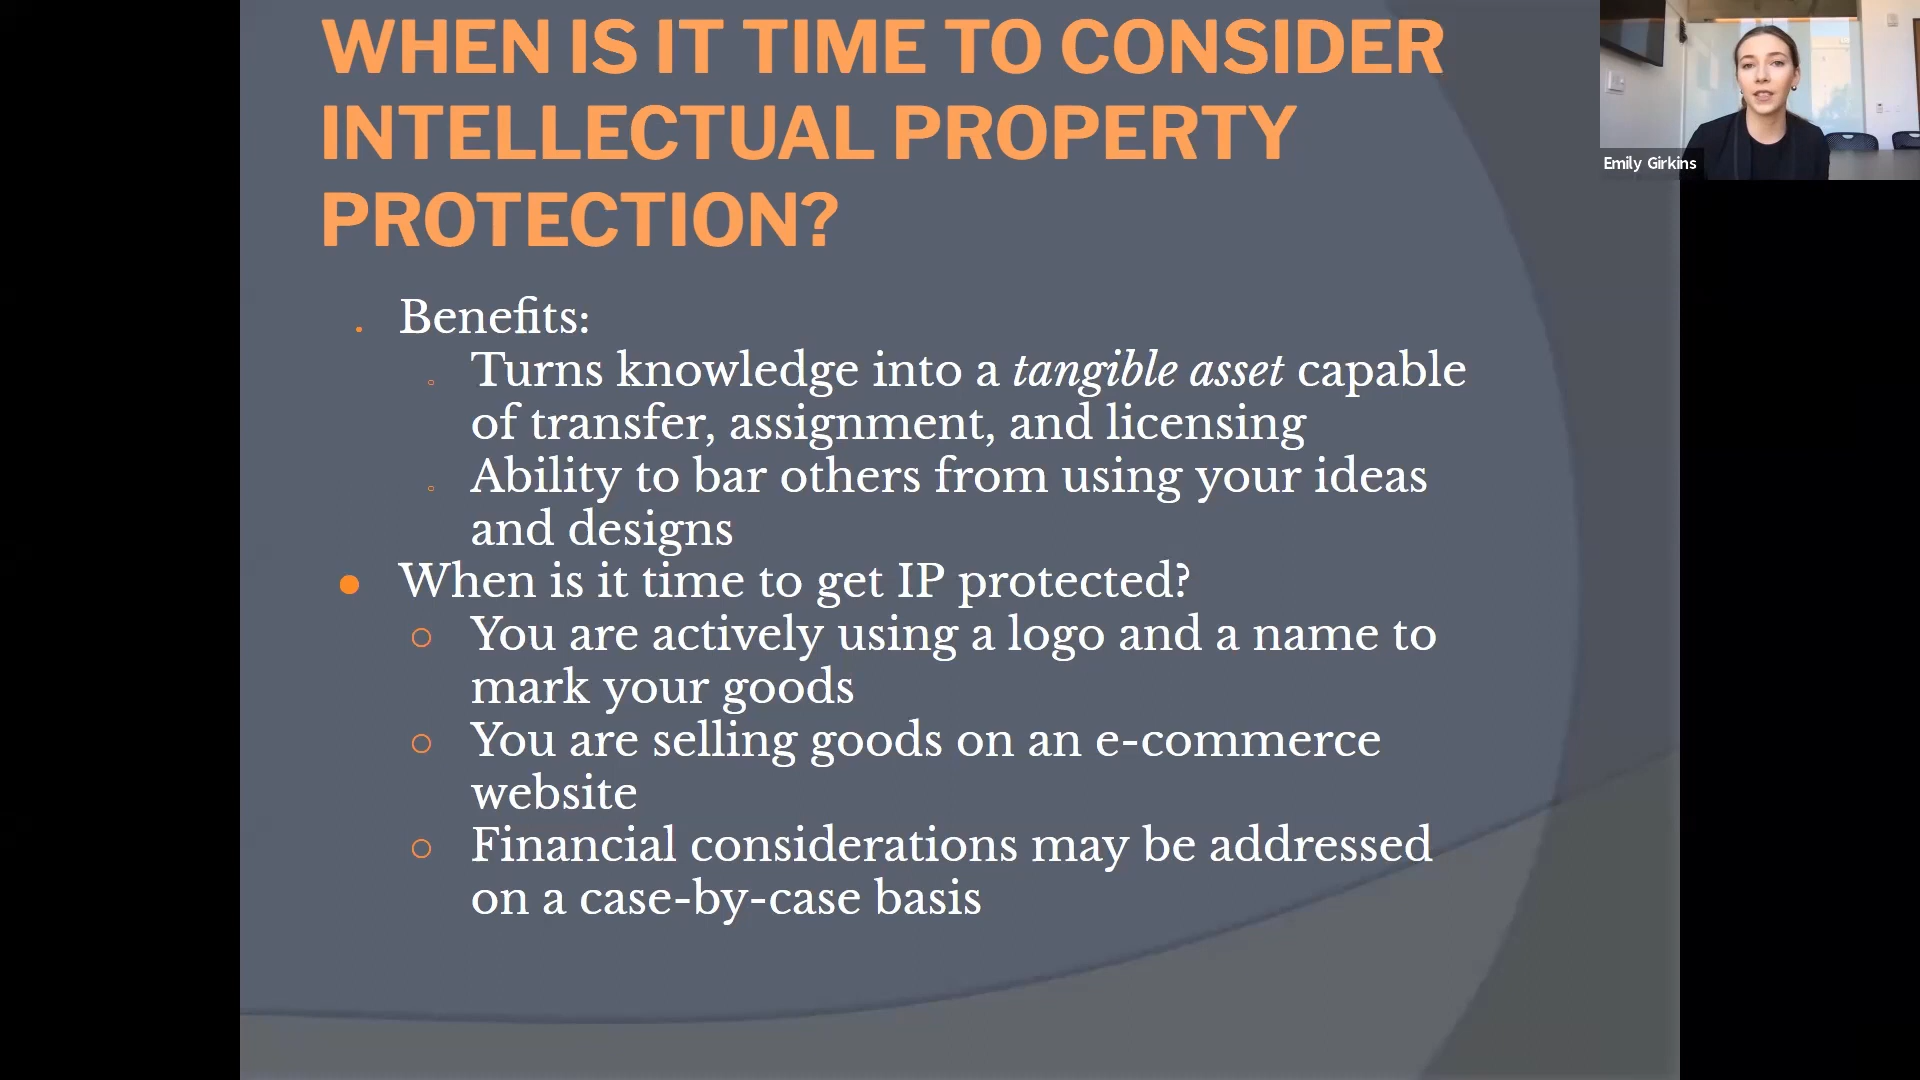 WHEN IS IT TIME TO CONSIDER
INTELLECTUAL PROPERTY
PROTECTION?
Emily Girkins
Benefits:
Turns knowledge into a tangible asset capable
of transfer, assignment, and licensing
Ability to bar others from using your ideas
and designs
When is it time to get IP protected?
You are actively using a logo and a name to
mark your goods
You are selling goods on an e-commerce
website
Financial considerations may be addressed
on a case-by-case basis